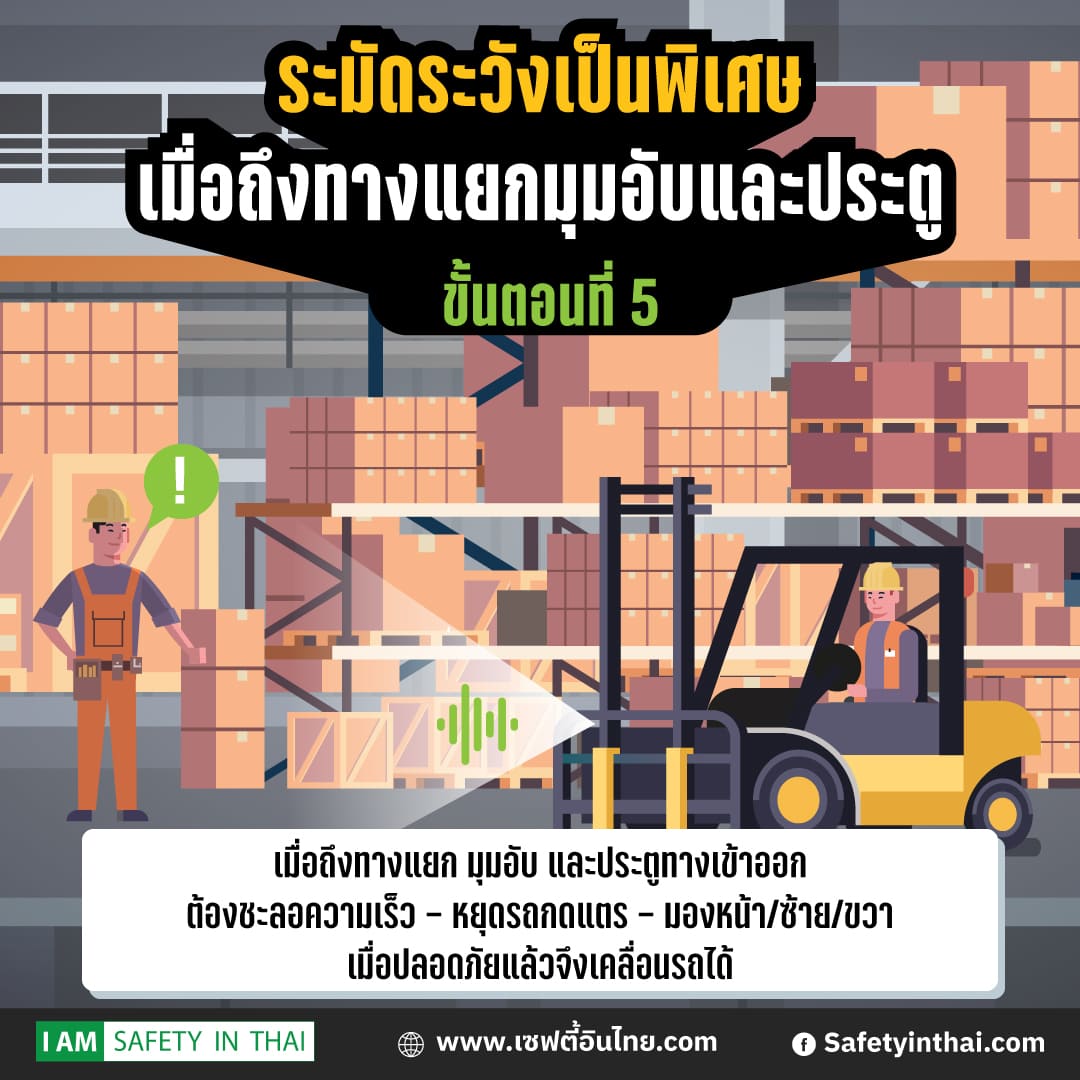 ระมัดระวังเป็นพิเศษ
เมื่อถึงทางแยกมุมอับและประตู
ขั้นตอนที่ 5
!
เมื่อถึงทางแยก มุมอับ และประตูทางเข้าออก
ต้องชะลอความเร็ว – หยุดรถกดแตร – มองหน้า/ซ้าย/ขวา
เมื่อปลอดภัยแล้วจึงเคลื่อนรถได้
I AM SAFETY IN THAI
www.เซฟตี้อินไทย.com
Safetyinthai.com